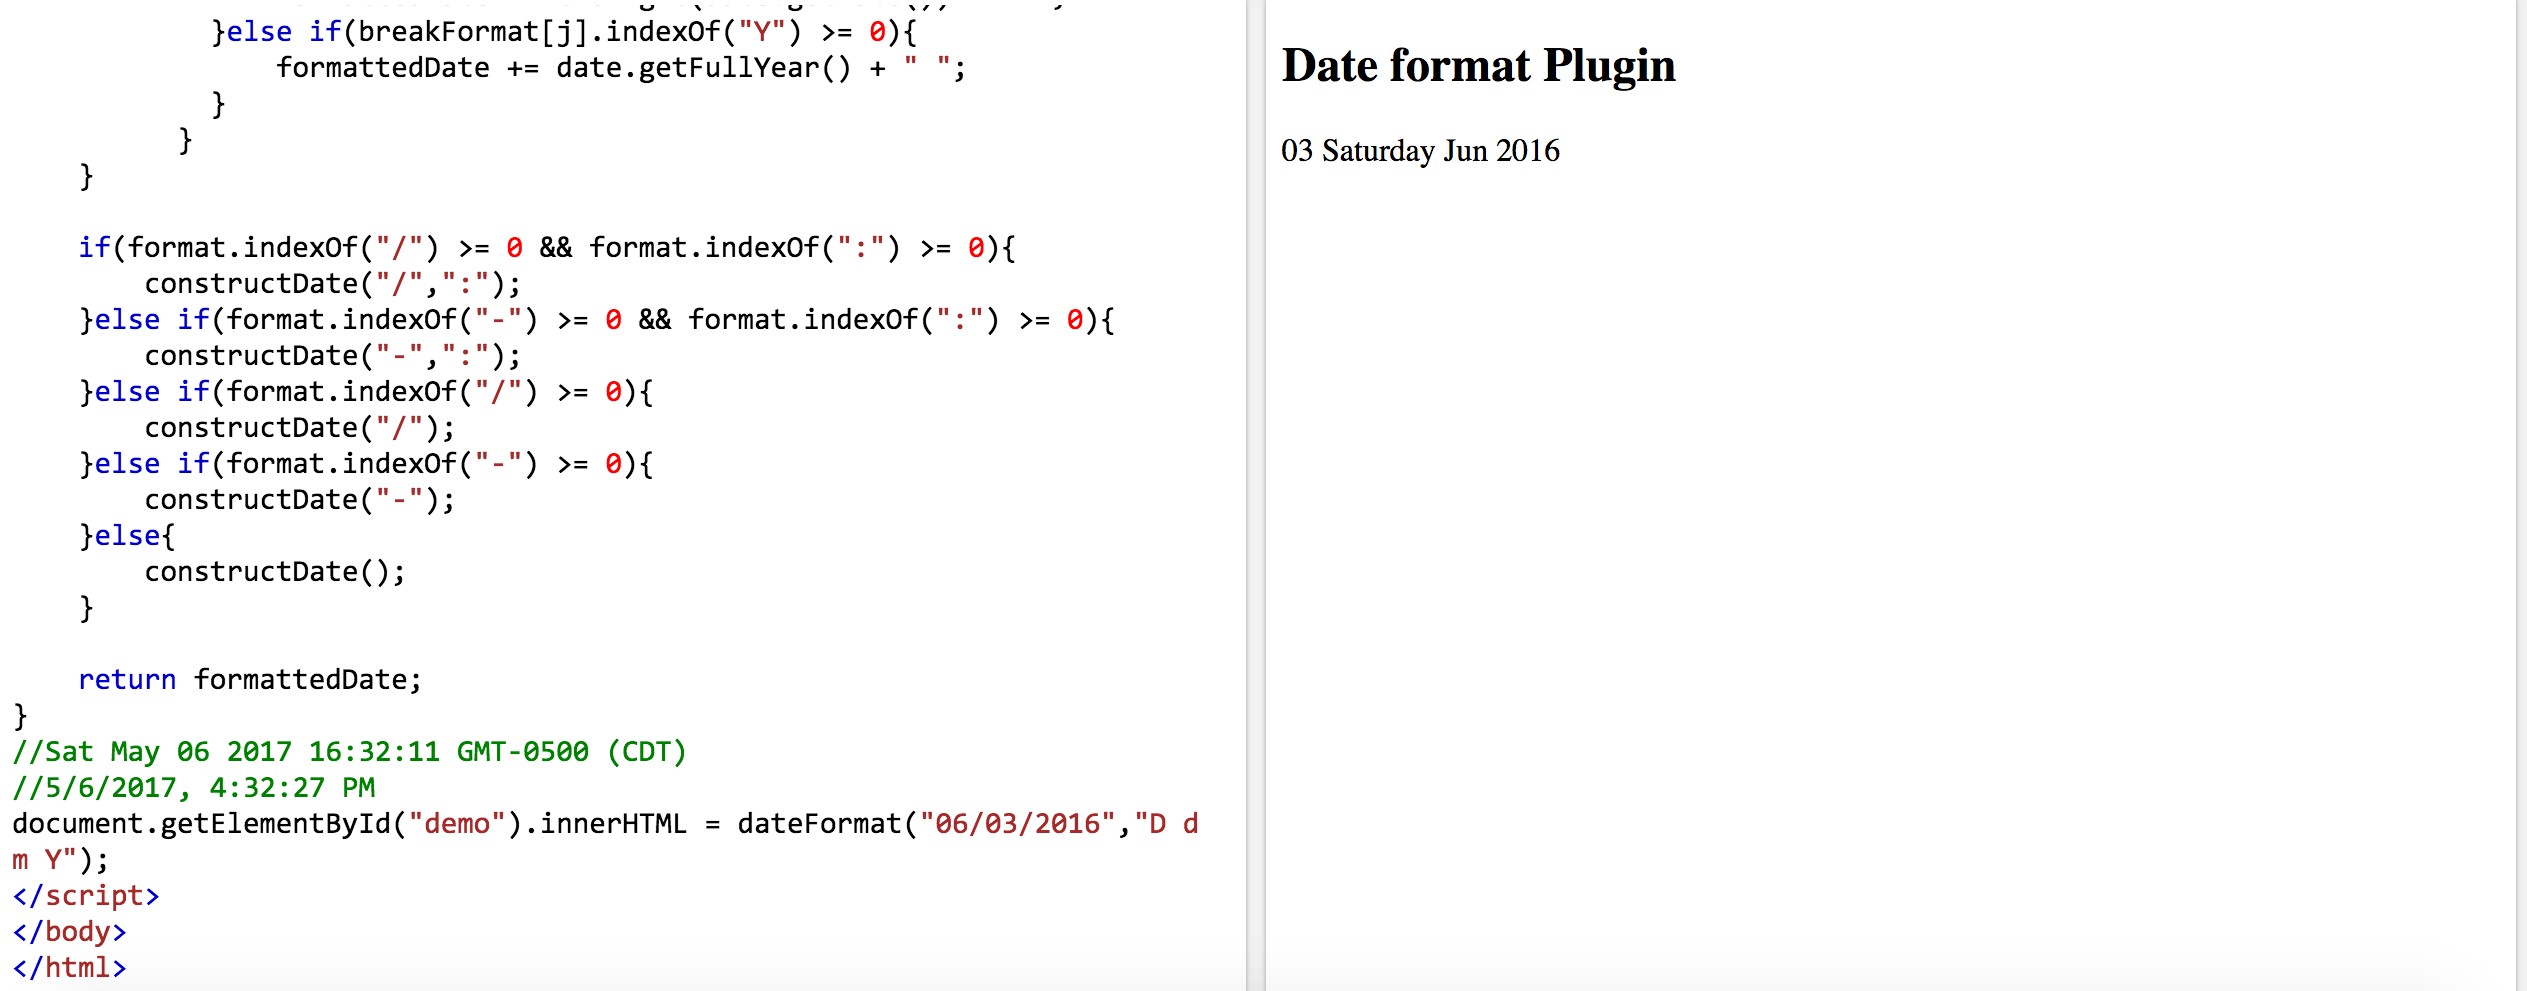 }else if(breakFormat[j].indexOf("Y") >= 0){
formattedDate += date.getFullYear() + " ";
}
}
}
if(format.indexOf("/") >= 0 && format.indexOf(":") >= 0){
constructDate("/",":");
}else if(format.indexOf("-") >= 0 && format.indexOf(":") >= 0){
constructDate("-",":");
}else if(format.indexOf("/") >= 0){
constructDate("/");
}else if(format.indexOf("-") >= 0){
constructDate("-");
}else{
constructDate();
}
return formattedDate;
}
//Sat May 06 2017 16:32:11 GMT-0500 (CDT)
//5/6/2017, 4:32:27 PM
document.getElementById("demo").innerHTML = dateFormat("06/03/2016","D d
m Y");
</script>
</body>
</html>
Date format Plugin
03 Saturday Jun 2016